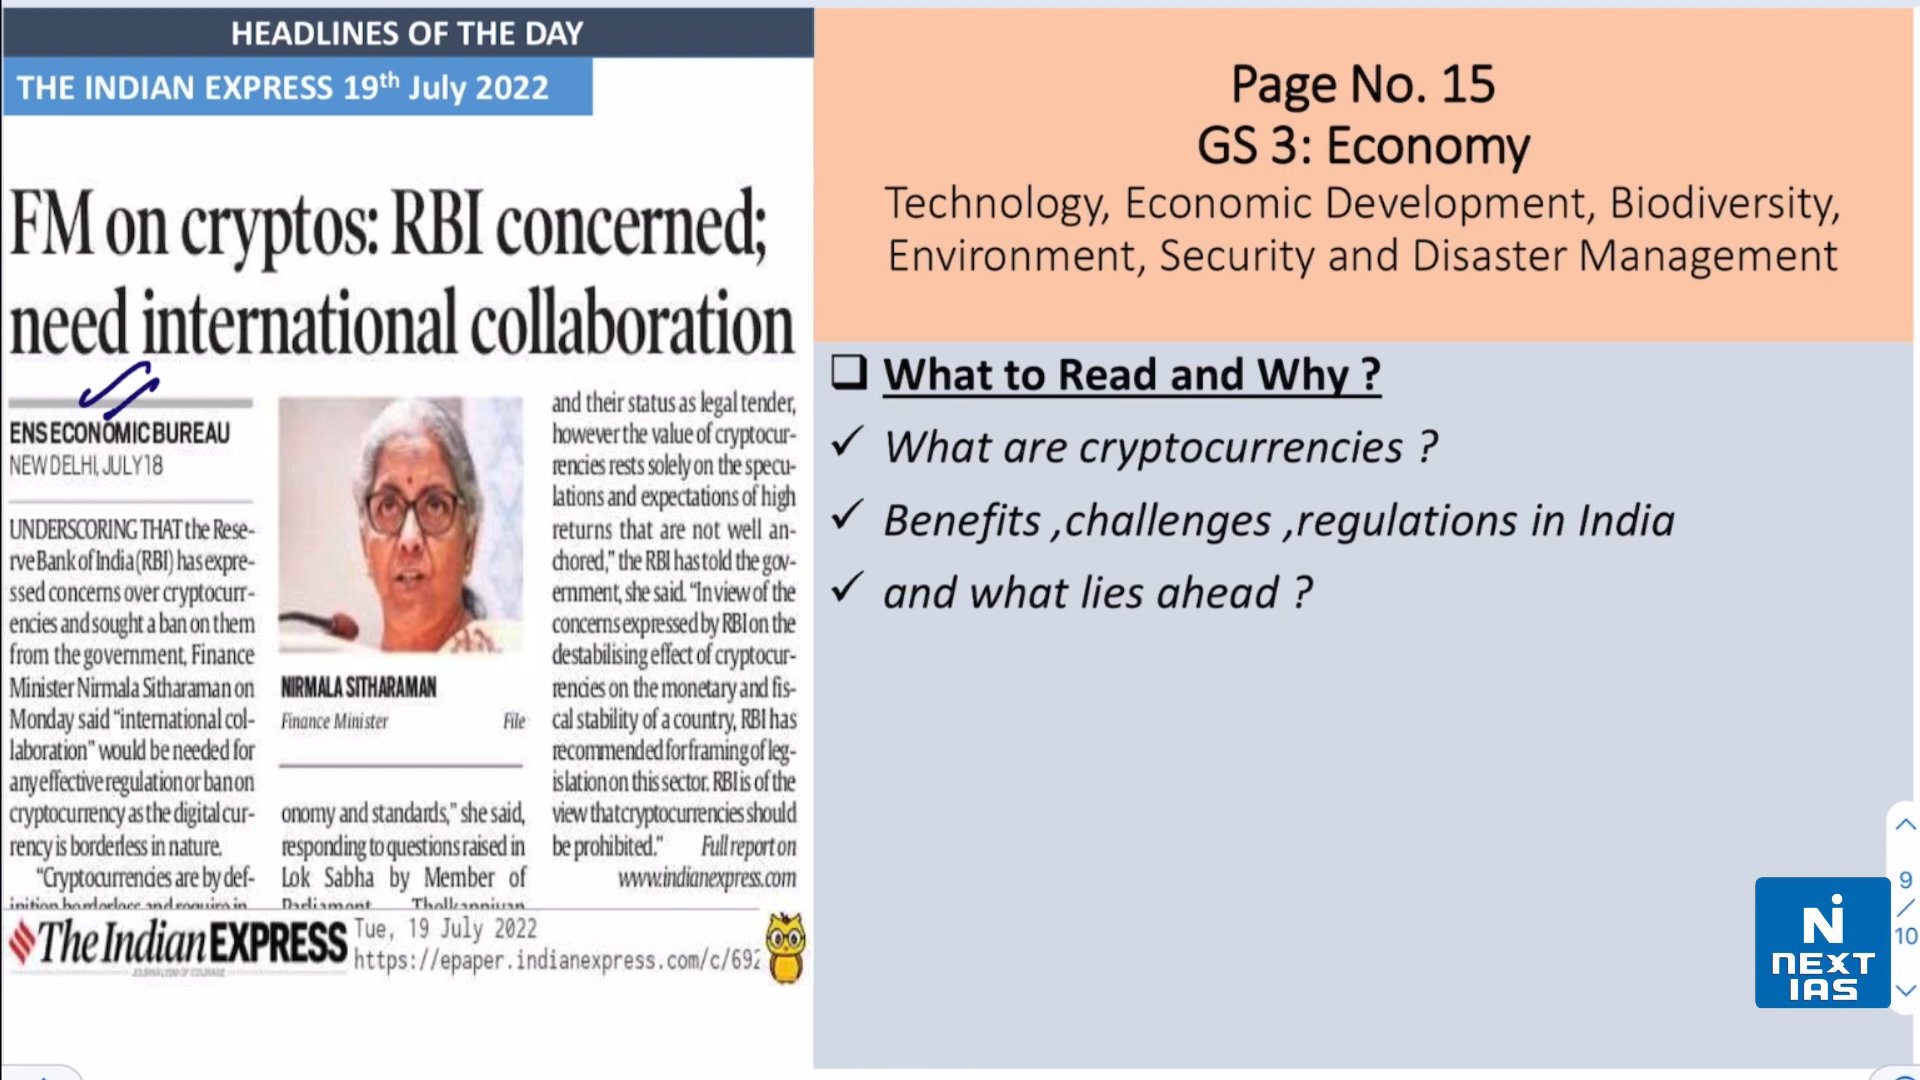 HEADLINES OF THE DAY
THE INDIAN EXPRESS 19th July 2022
FM on cryptos: RBI concerned;
need international collaboration
ENS ECONOMIC BUREAU
NEW DELHI, JULY 18
UNDERSCORING THAT the Rese-
rve Bank of India (RBI) has expre-
ssed concerns over cryptocurr-
encies and sought a ban on them
from the government, Finance
Minister Nirmala Sitharaman on
Monday said “international col-
laboration” would be needed for
any effective regulation or ban on
cryptocurrency as the digital cur-
rency is borderless in nature.
“Cryptocurrencies are by def-
inition borderless and require in
NIRMALA SITHARAMAN
Finance Minister File
onomy and standards,” she said,
responding to questions raised in
Lok Sabha by Member of
Parliament Tholkappiyan
and their status as legal tender,
however the value of cryptocur-
rencies rests solely on the specu-
lations and expectations of high
returns that are not well an-
chored,” the RBI has told the gov-
ernment, she said. “In view of the
concerns expressed by RBI on the
destabilising effect of cryptocur-
rencies on the monetary and fis-
cal stability of a country, RBI has
recommended for framing of leg-
islation on this sector. RBI is of the
view that cryptocurrencies should
be prohibited.” Full report on
www.indianexpress.com
The Indian EXPRESS
JOURNALISM OF COURAGE
Tue, 19 July 2022
https://epaper.indianexpress.com/c/692
Page No. 15
GS 3: Economy
Technology, Economic Development, Biodiversity,
Environment, Security and Disaster Management
What to Read and Why ?
What are cryptocurrencies ?
Benefits ,challenges ,regulations in India
and what lies ahead ?
NEXT
IAS
9
/
10